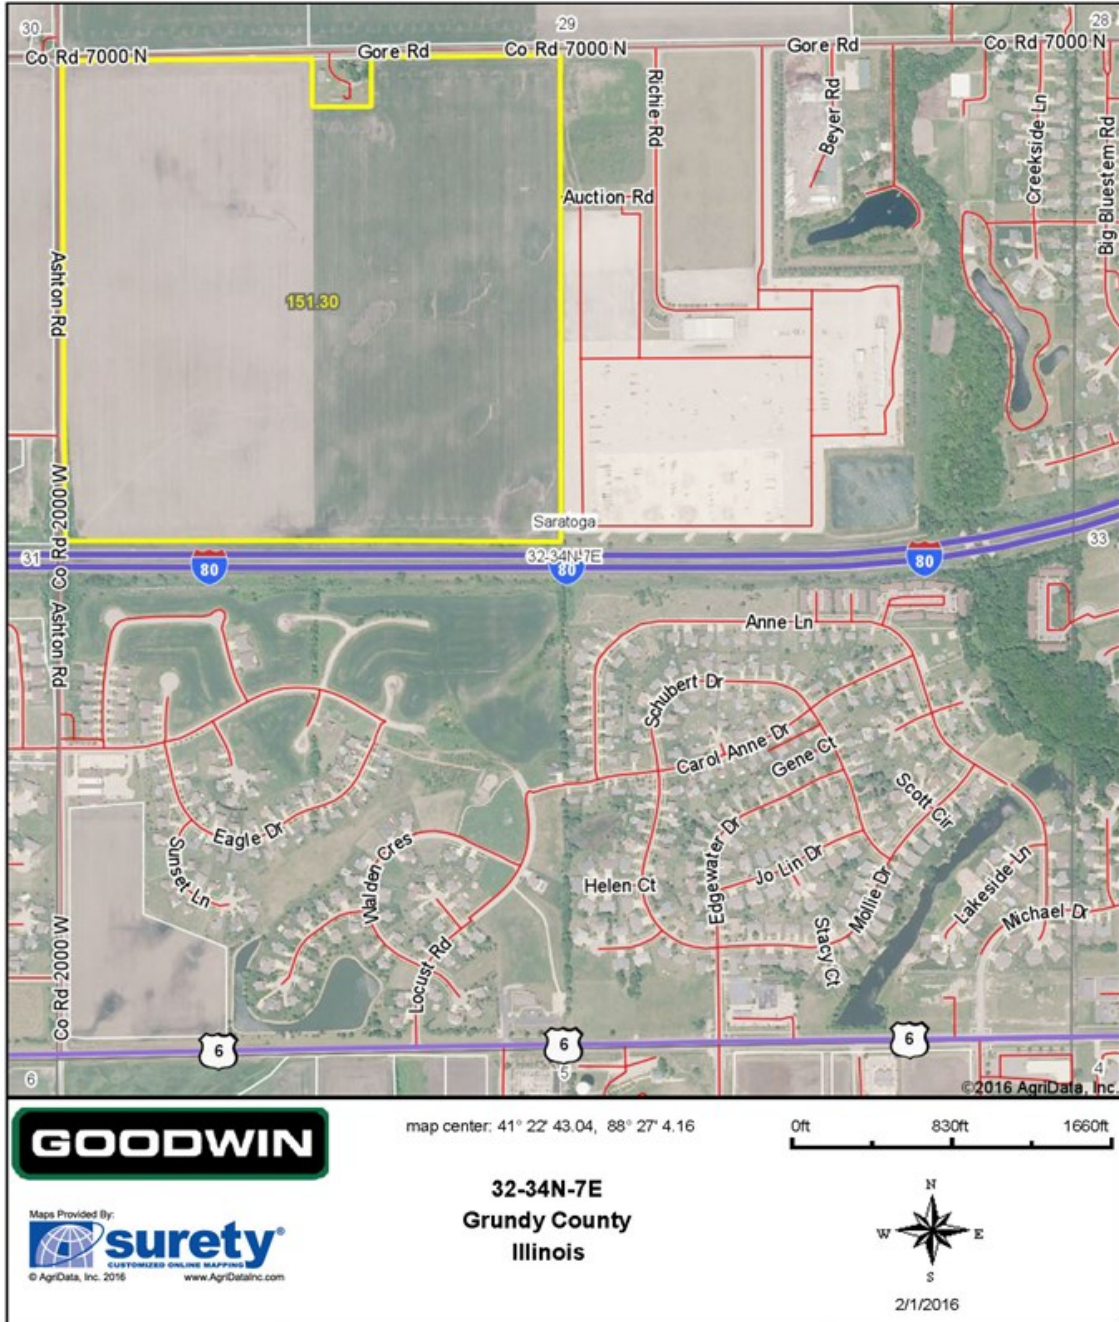 30
29
28
Co Rd 7000 N
Gore Rd
Co Rd 7000 N
Gore Rd
Co Rd 7000 N
Richie Rd
Beyer Rd
Creekside Ln
Big Bluestem Rd
Auction Rd
Ashton Rd
151.30
Co Rd 2000 W
Saratoga
31
32-34N-7E
33
80
80
80
Ashton Rd
Anne Ln
Schubert Dr
Carol Anne Dr
Gene Ct
Scott Cir
Eagle Dr
Sunset Ln
Walden Cres
Edgewater Dr
Jo Lin Dr
Helen Ct
Mollie Dr
Lakeside Ln
Michael Dr
Stacy Ct
Locust Rd
Co Rd 2000 W
6
6
6
6
5
4
©2016 AgriData, Inc.
GOODWIN
map center: 41° 22' 43.04, 88° 27' 4.16
0ft 830ft 1660ft
32-34N-7E
Grundy County
Illinois
Maps Provided By:
surety®
CUSTOMIZED ONLINE MAPPING
© AgriData, Inc. 2016 www.AgriDataInc.com
N
W E
S
2/1/2016